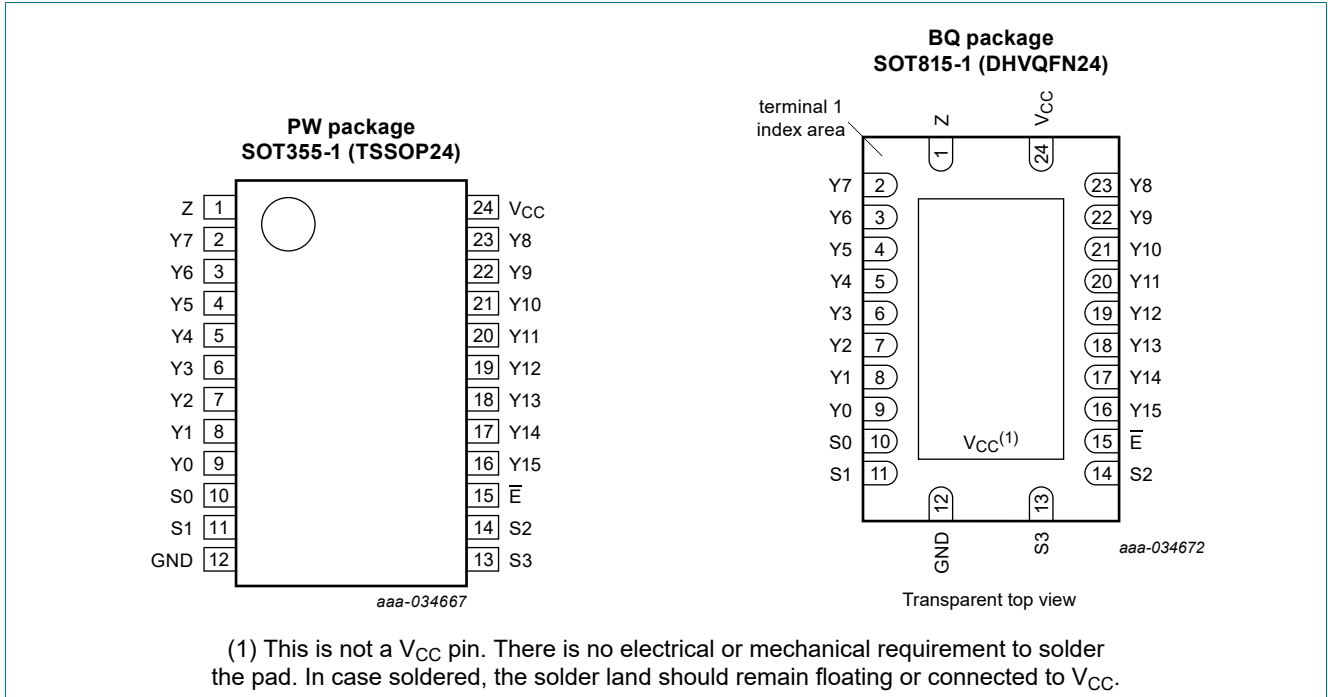 PW package
SOT355-1 (TSSOP24)
Z 1
Y7 2
Y6 3
Y5 4
Y4 5
Y3 6
Y2 7
Y1 8
Y0 9
S0 10
S1 11
GND 12
24 VCC
23 Y8
22 Y9
21 Y10
20 Y11
19 Y12
18 Y13
17 Y14
16 Y15
15 E̅
14 S2
13 S3
aaa-034667
BQ package
SOT815-1 (DHVQFN24)
terminal 1
index area
Z
VCC
1
24
Y7 2
Y6 3
Y5 4
Y4 5
Y3 6
Y2 7
Y1 8
Y0 9
S0 10
S1 11
23 Y8
22 Y9
21 Y10
20 Y11
19 Y12
18 Y13
17 Y14
16 Y15
15 E̅
14 S2
VCC(1)
12
13
GND
S3
aaa-034672
Transparent top view
(1) This is not a VCC pin. There is no electrical or mechanical requirement to solder
the pad. In case soldered, the solder land should remain floating or connected to VCC.